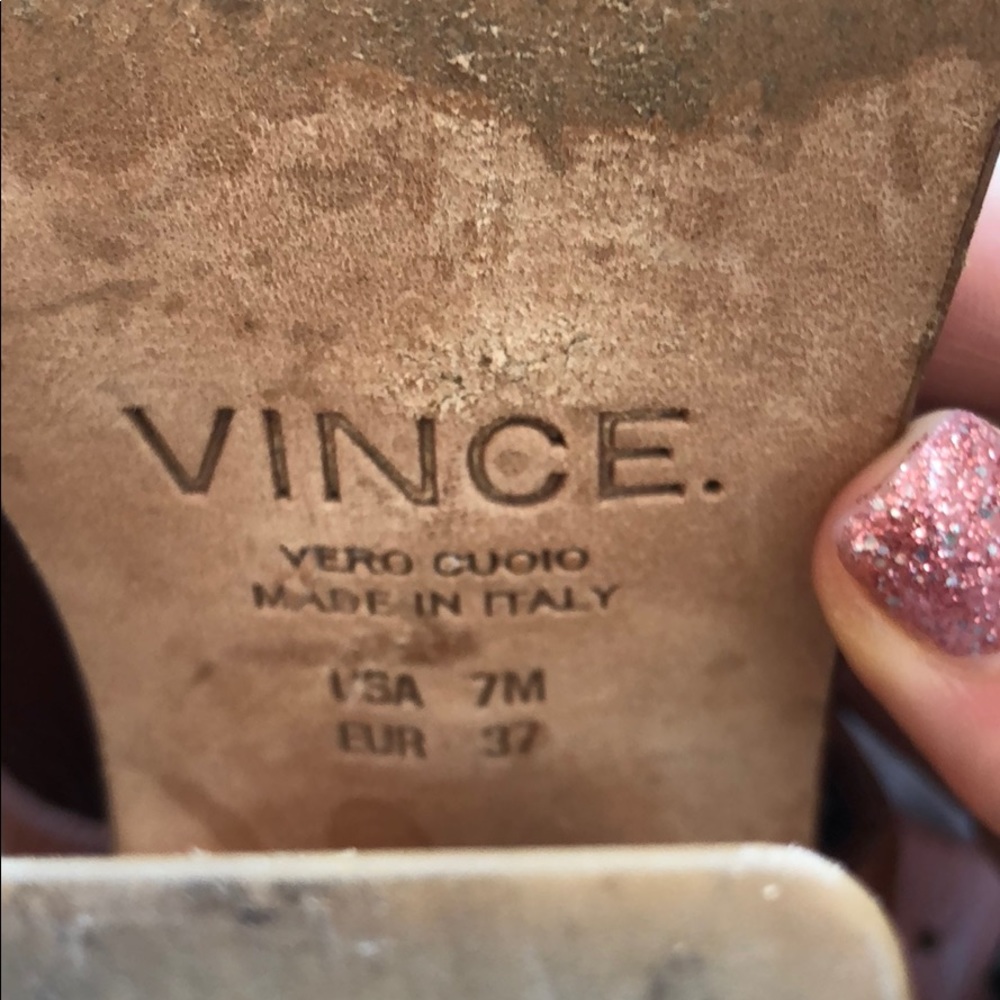 VINCE.
VERO CUOIO
MADE IN ITALY
USA 7M
EUR 37